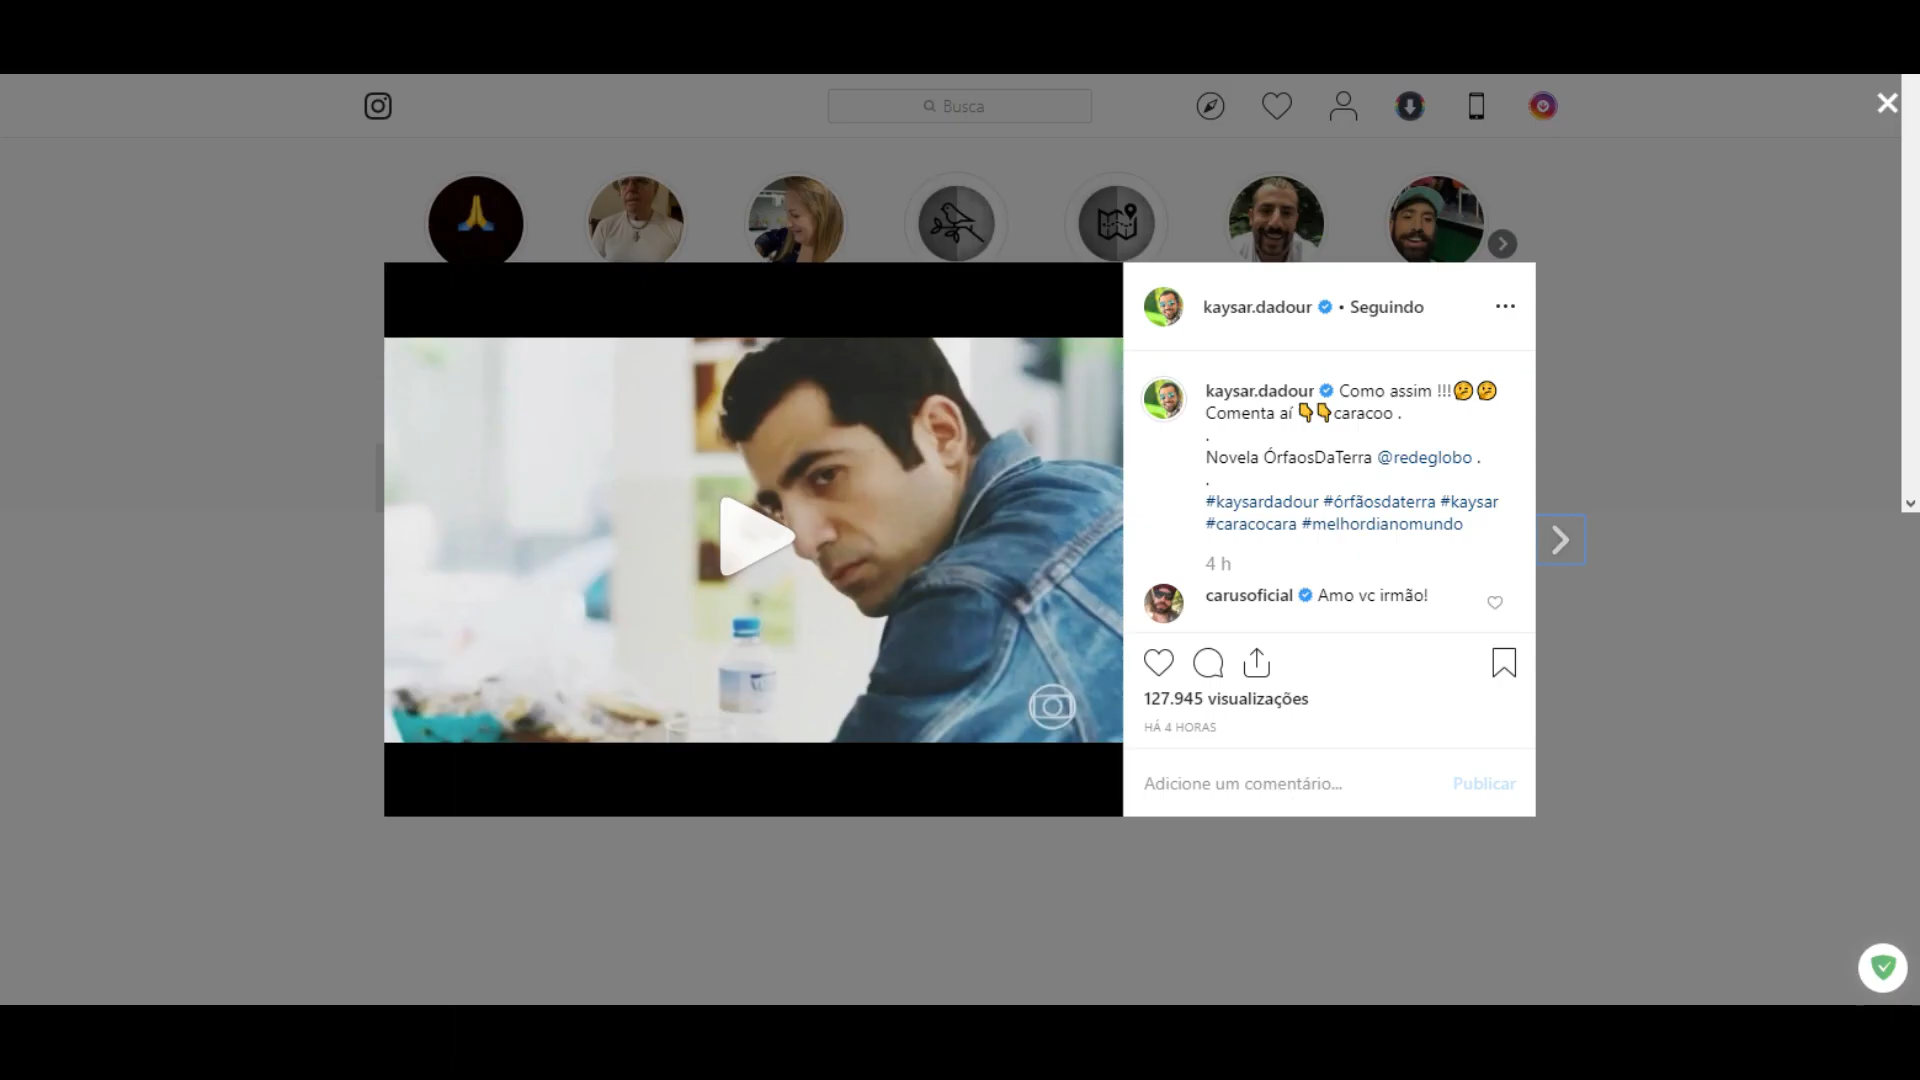 Busca
kaysar.dadour • Seguindo
kaysar.dadour Como assim !!!🤔🤔
Comenta aí 👇👇caracoo .
.
Novela ÓrfaosDaTerra @redeglobo .
.
#kaysardadour #órfãosdaterra #kaysar
#caracocara #melhordianomundo
4 h
carusoficial Amo vc irmão!
127.945 visualizações
HÁ 4 HORAS
Adicione um comentário... Publicar